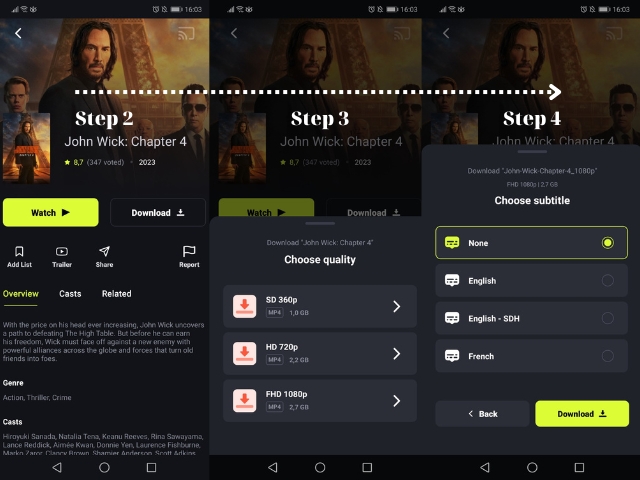 16:03
Step 2
John Wick: Chapter 4
8,7 (347 voted) • 2023
Watch
Download
Add List
Trailer
Share
Report
Overview
Casts
Related
With the price on his head ever increasing, John Wick uncovers
a path to defeating The High Table. But before he can earn
his freedom, Wick must face off against a new enemy with
powerful alliances across the globe and forces that turn old
friends into foes.
Genre
Action, Thriller, Crime
Casts
Hiroyuki Sanada, Natalia Tena, Keanu Reeves, Rina Sawayama,
Lance Reddick, Aimée Kwan, Donnie Yen, Laurence Fishburne,
Marko Zaror, Clancy Brown, Shamier Anderson, Scott Adkins,
16:03
Step 3
John Wick: Chapter 4
8,7 (347 voted) • 2023
Watch
Download
Download "John Wick: Chapter 4"
Choose quality
SD 360p
MP4 1,0 GB
HD 720p
MP4 2,2 GB
FHD 1080p
MP4 2,7 GB
16:03
Step 4
John Wick: Chapter 4
Download "John-Wick-Chapter-4_1080p"
FHD 1080p | 2.7 GB
Choose subtitle
None
English
English - SDH
French
Back
Download